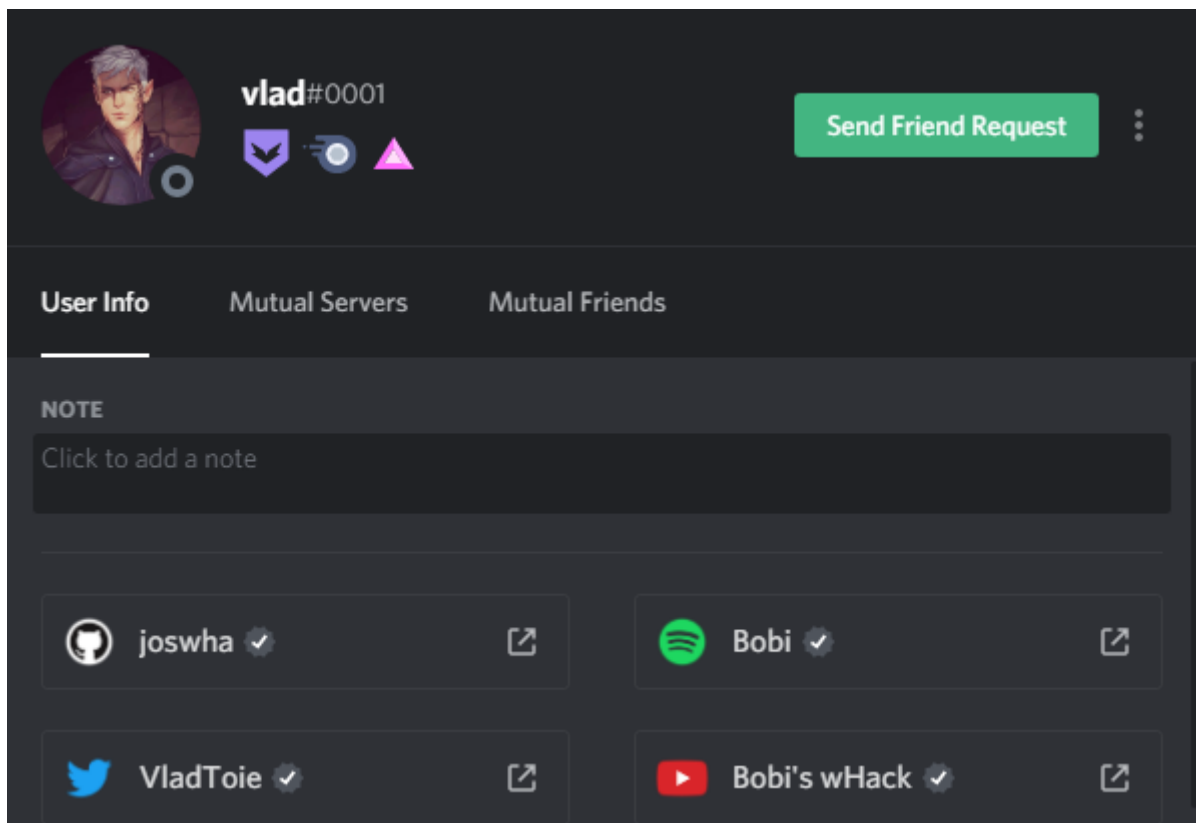 vlad#0001
Send Friend Request
User Info Mutual Servers Mutual Friends
NOTE
Click to add a note
joswha Bobi
VladToie Bobi's wHack